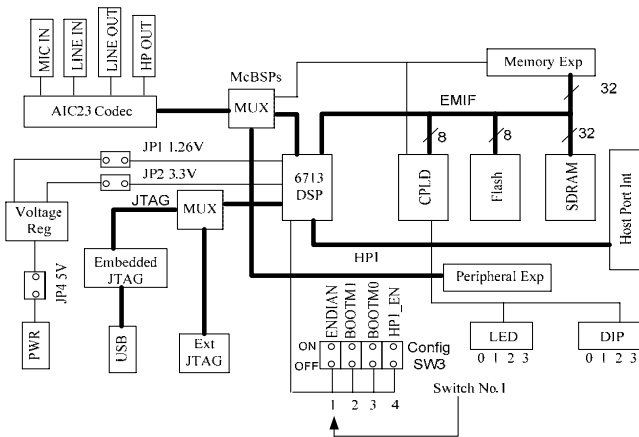 MIC IN
LINE IN
LINE OUT
HP OUT
McBSPs
Memory Exp
AIC23 Codec
MUX
EMIF
32
8
8
32
JP1 1.26V
JP2 3.3V
6713
DSP
CPLD
Flash
SDRAM
Host Port Int
Voltage
Reg
JTAG
MUX
HPI
Embedded
JTAG
JP4 5V
Peripheral Exp
ENDIAN
BOOTM1
BOOTM0
HPI_EN
PWR
USB
Ext
JTAG
ON
OFF
Config
SW3
LED
DIP
0 1 2 3
0 1 2 3
1 2 3 4
Switch No.1